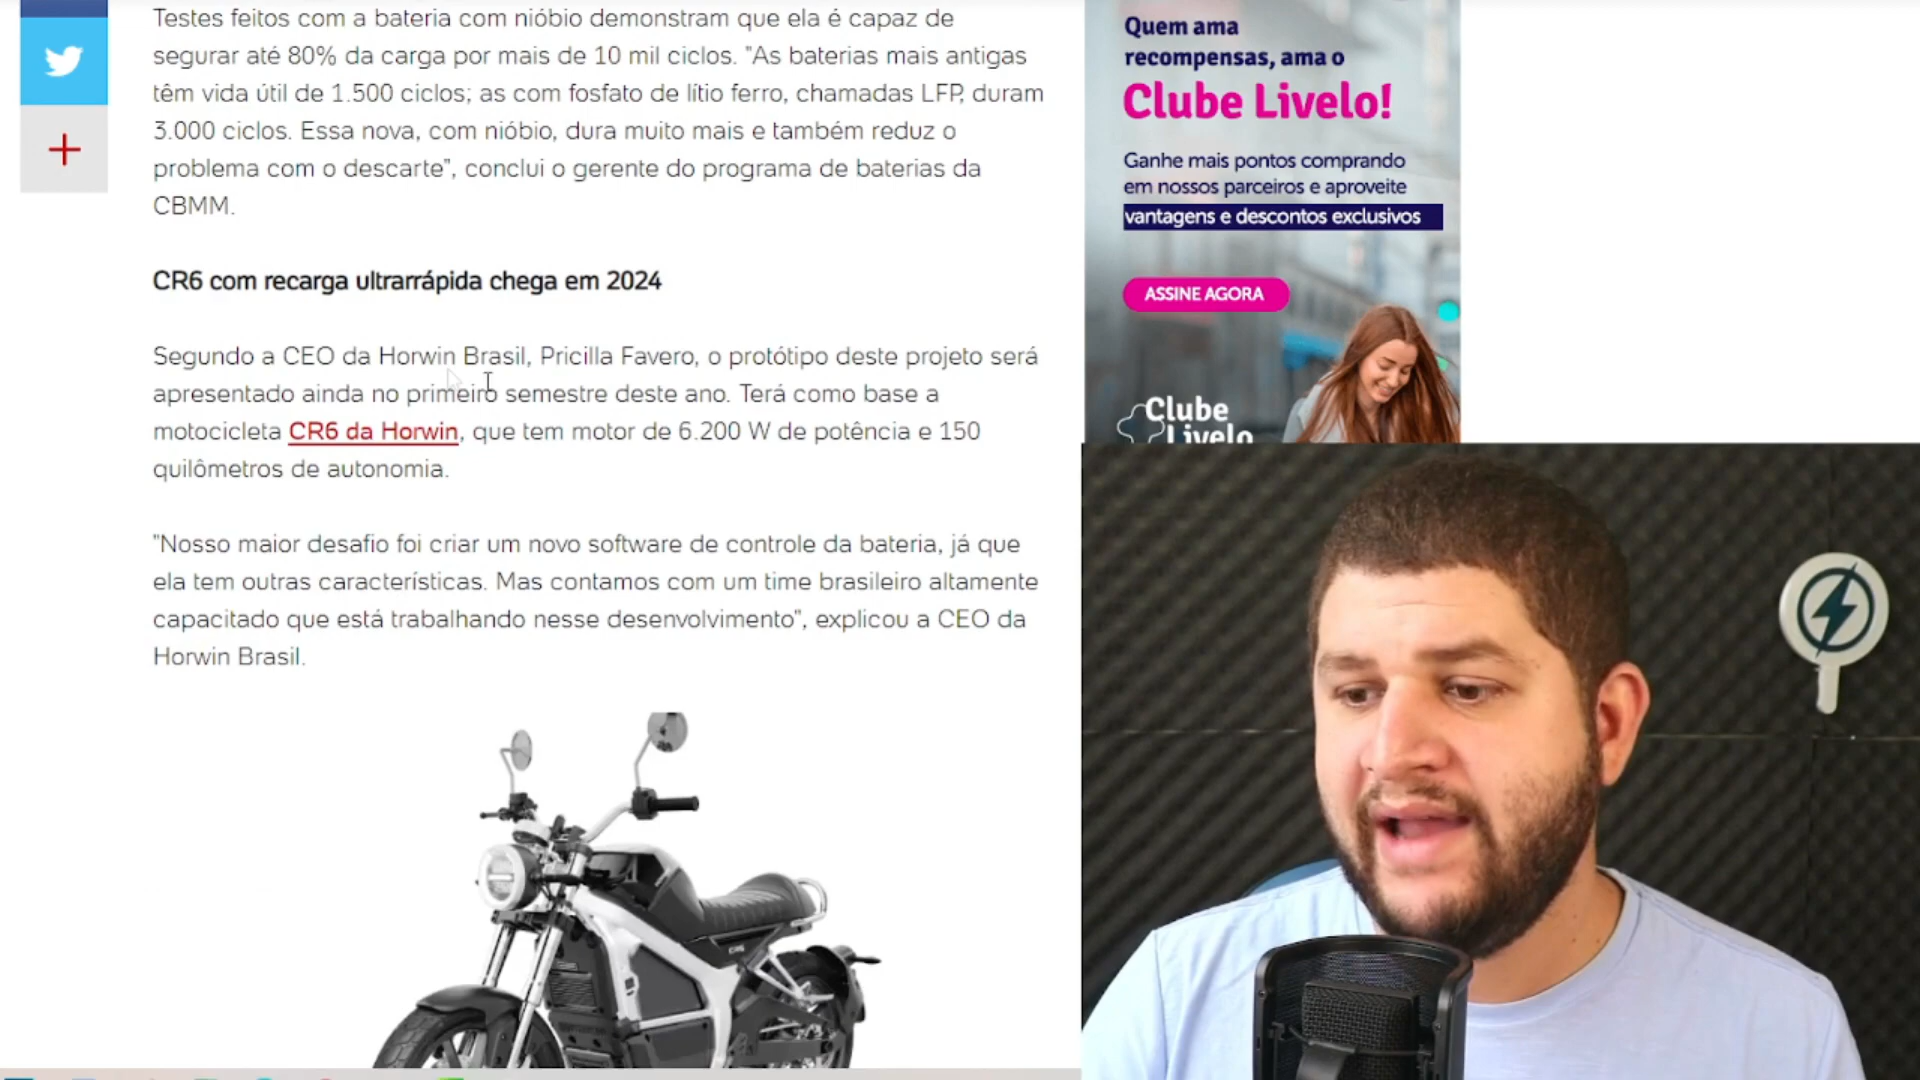 Testes feitos com a bateria com nióbio demonstram que ela é capaz de
segurar até 80% da carga por mais de 10 mil ciclos. "As baterias mais antigas
têm vida útil de 1.500 ciclos; as com fosfato de lítio ferro, chamadas LFP, duram
3.000 ciclos. Essa nova, com nióbio, dura muito mais e também reduz o
problema com o descarte", conclui o gerente do programa de baterias da
CBMM.
CR6 com recarga ultrarrápida chega em 2024
Segundo a CEO da Horwin Brasil, Pricilla Favero, o protótipo deste projeto será
apresentado ainda no primeiro semestre deste ano. Terá como base a
motocicleta CR6 da Horwin, que tem motor de 6.200 W de potência e 150
quilômetros de autonomia.
"Nosso maior desafio foi criar um novo software de controle da bateria, já que
ela tem outras características. Mas contamos com um time brasileiro altamente
capacitado que está trabalhando nesse desenvolvimento", explicou a CEO da
Horwin Brasil.
Quem ama
recompensas, ama o
Clube Livelo!
Ganhe mais pontos comprando
em nossos parceiros e aproveite
vantagens e descontos exclusivos
ASSINE AGORA
Clube
Livelo